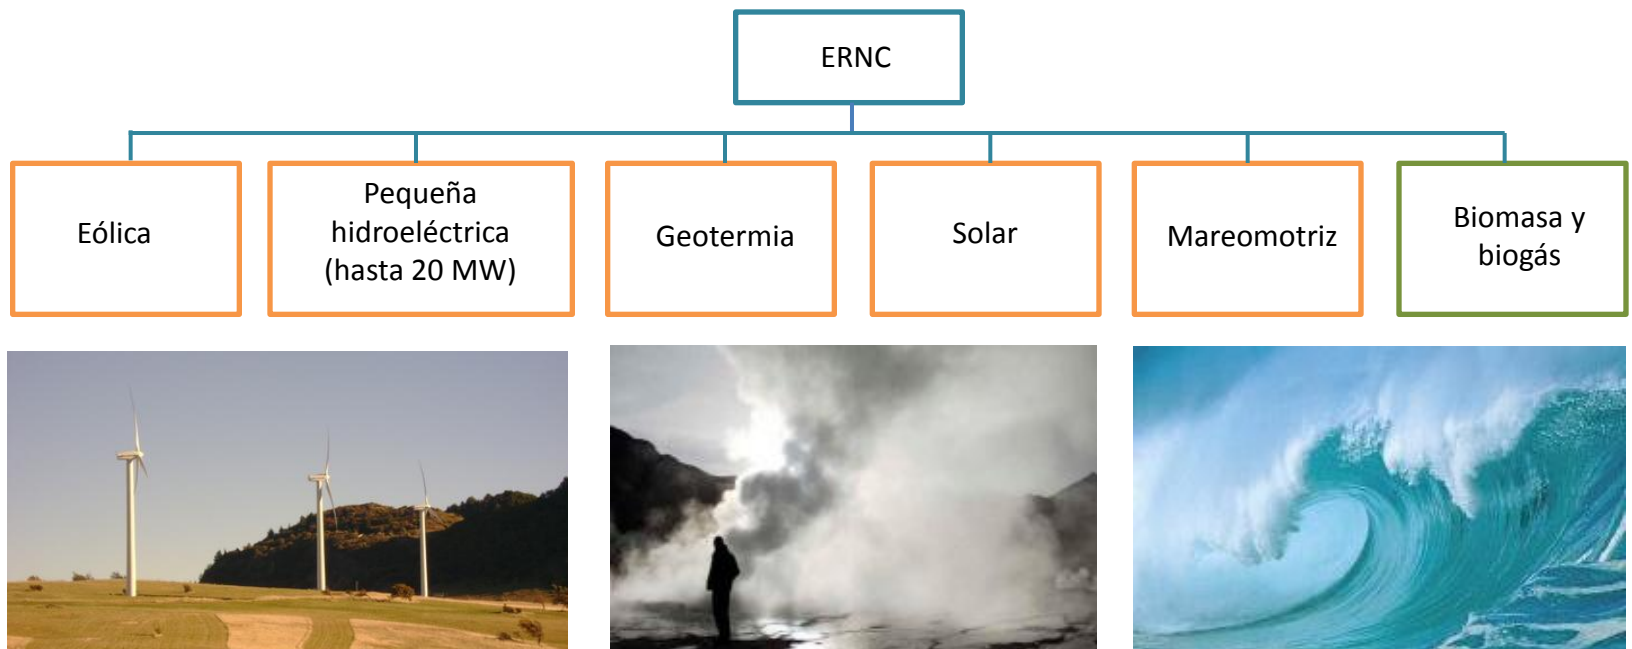 ERNC
Eólica
Pequeña
hidroeléctrica
(hasta 20 MW)
Geotermia
Solar
Mareomotriz
Biomasa y
biogás